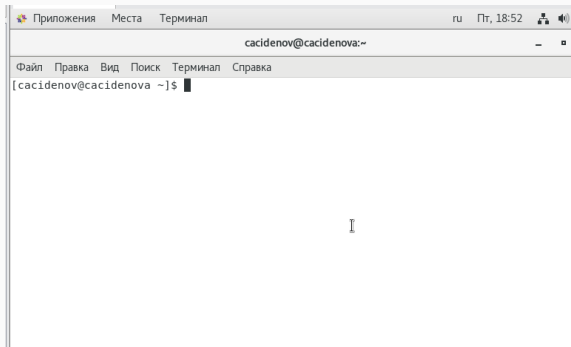 Приложения Места Терминал ru Пт, 18:52
cacidenov@cacidenova:~
Файл Правка Вид Поиск Терминал Справка
[cacidenov@cacidenova ~]$